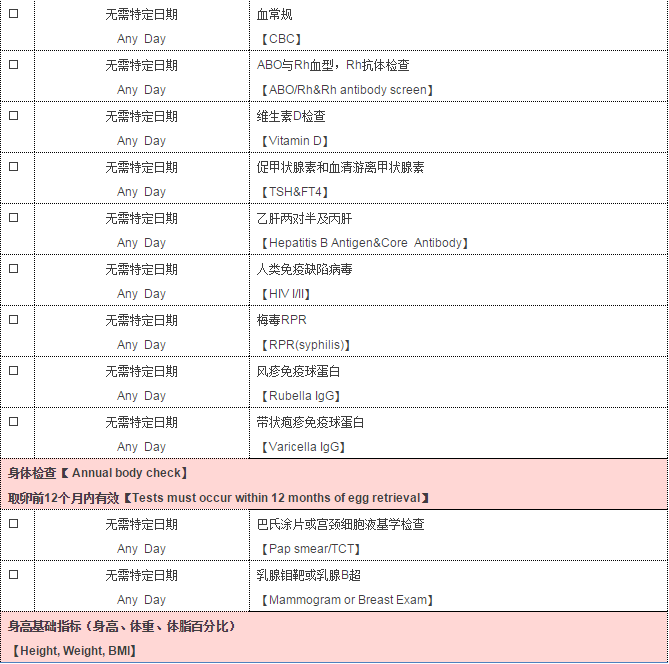 无需特定日期 血常规
Any Day 【CBC】
无需特定日期 ABO与Rh血型，Rh抗体检查
Any Day 【ABO/Rh&Rh antibody screen】
无需特定日期 维生素D检查
Any Day 【Vitamin D】
无需特定日期 促甲状腺素和血清游离甲状腺素
Any Day 【TSH&FT4】
无需特定日期 乙肝两对半及丙肝
Any Day 【Hepatitis B Antigen&Core Antibody】
无需特定日期 人类免疫缺陷病毒
Any Day 【HIV I/II】
无需特定日期 梅毒RPR
Any Day 【RPR(syphilis)】
无需特定日期 风疹免疫球蛋白
Any Day 【Rubella IgG】
无需特定日期 带状疱疹免疫球蛋白
Any Day 【Varicella IgG】
身体检查【 Annual body check】
取卵前12个月内有效【Tests must occur within 12 months of egg retrieval】
无需特定日期 巴氏涂片或宫颈细胞液基学检查
Any Day 【Pap smear/TCT】
无需特定日期 乳腺钼靶或乳腺B超
Any Day 【Mammogram or Breast Exam】
身高基础指标（身高、体重、体脂百分比）
【Height, Weight, BMI】